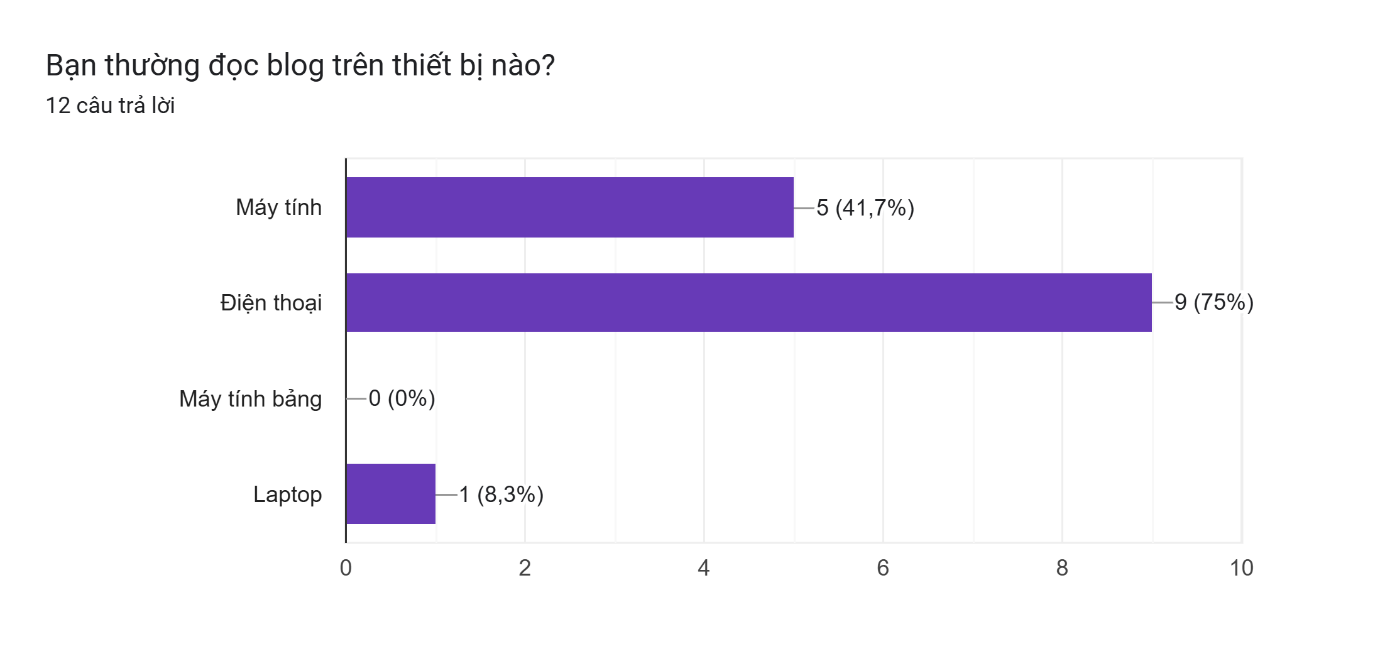 Bạn thường đọc blog trên thiết bị nào?
12 câu trả lời
Máy tính
5 (41,7%)
Điện thoại
9 (75%)
Máy tính bảng
0 (0%)
Laptop
1 (8,3%)
0 2 4 6 8 10